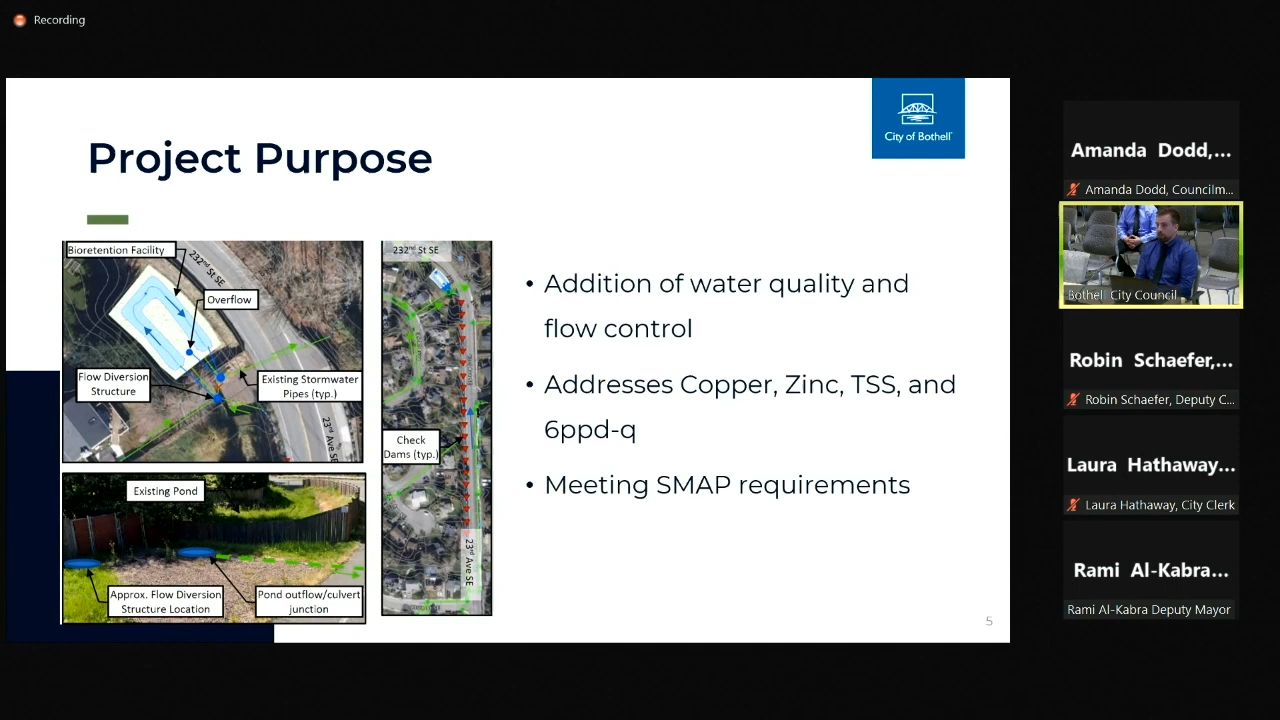 Recording
City of Bothell
Project Purpose
Bioretention Facility
232nd St SE
Overflow
Flow Diversion
Structure
Existing Stormwater
Pipes (typ.)
23rd Ave SE
232nd St SE
Check
Dams (typ.)
23rd Ave SE
Existing Pond
Approx. Flow Diversion
Structure Location
Pond outflow/culvert
junction
• Addition of water quality and
flow control
• Addresses Copper, Zinc, TSS, and
6ppd-q
• Meeting SMAP requirements
5
Amanda Dodd,...
Amanda Dodd, Councilm...
Bothell City Council
Robin Schaefer,...
Robin Schaefer, Deputy C...
Laura Hathaway...
Laura Hathaway, City Clerk
Rami Al-Kabra...
Rami Al-Kabra Deputy Mayor